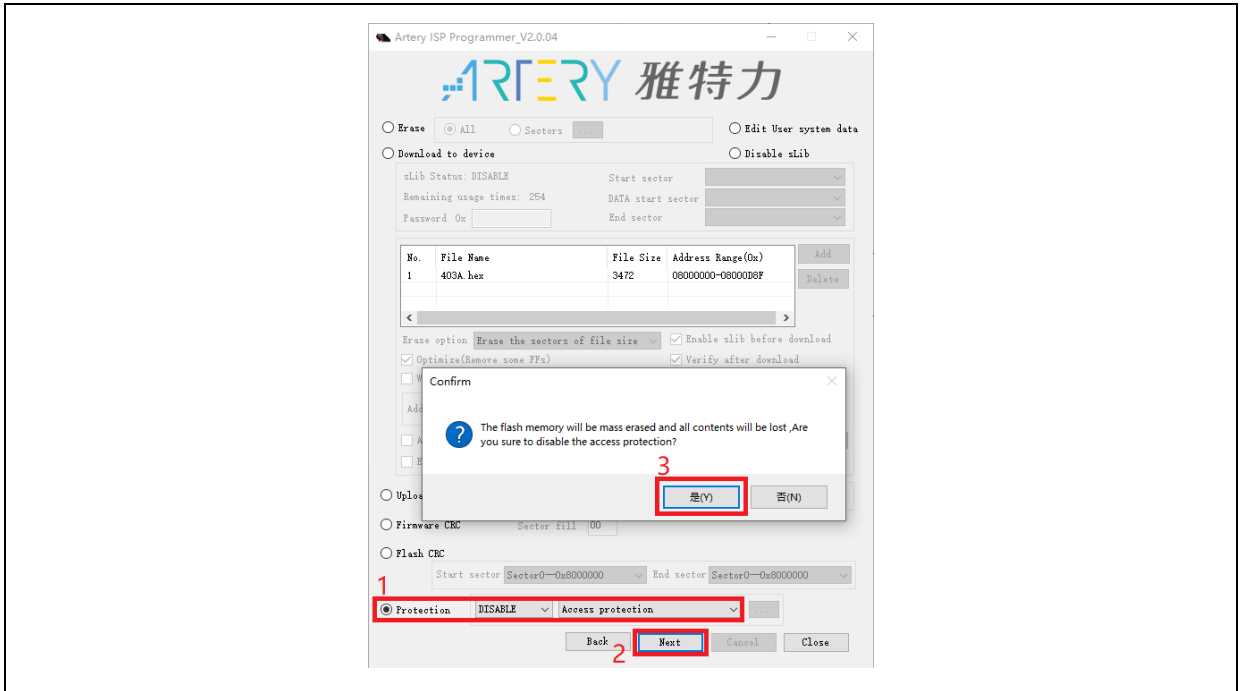 Artery ISP Programmer_V2.0.04
ARTERY 雅特力
Erase All Sectors ... Edit User system data
Download to device Disable sLib
sLib Status: DISABLE Start sector
Remaining usage times: 254 DATA start sector
Password 0x End sector
No. File Name File Size Address Range(0x) Add
1 403A.hex 3472 08000000-08000D8F Delete
Erase option Erase the sectors of file size Enable slib before download
Optimize(Remove some FFs) Verify after download
Confirm
The flash memory will be mass erased and all contents will be lost ,Are
you sure to disable the access protection?
3
是(Y) 否(N)
Firmware CRC Sector fill 00
Flash CRC
Start sector Sector0—0x8000000 End sector Sector0—0x8000000
1
Protection DISABLE Access protection ...
Back Next Cancel Close
2